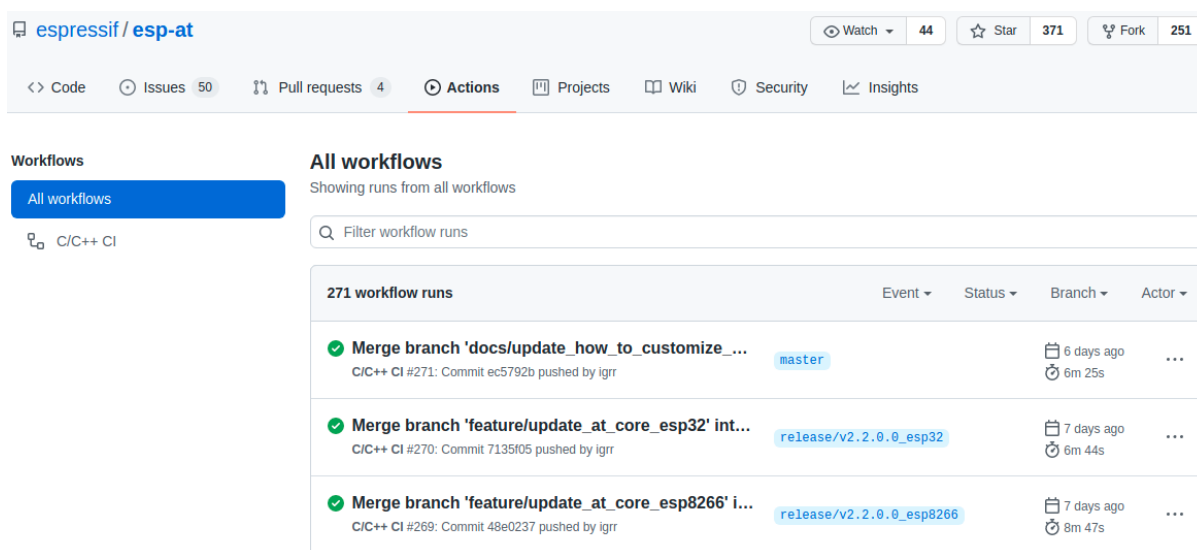 espressif / esp-at
Watch 44 Star 371 Fork 251
Code Issues 50 Pull requests 4 Actions Projects Wiki Security Insights
Workflows
All workflows
C/C++ CI
All workflows
Showing runs from all workflows
Filter workflow runs
271 workflow runs Event Status Branch Actor
Merge branch 'docs/update_how_to_customize_...
C/C++ CI #271: Commit ec5792b pushed by igrr
master
6 days ago
6m 25s
Merge branch 'feature/update_at_core_esp32' int...
C/C++ CI #270: Commit 7135f05 pushed by igrr
release/v2.2.0.0_esp32
7 days ago
6m 44s
Merge branch 'feature/update_at_core_esp8266' i...
C/C++ CI #269: Commit 48e0237 pushed by igrr
release/v2.2.0.0_esp8266
7 days ago
8m 47s